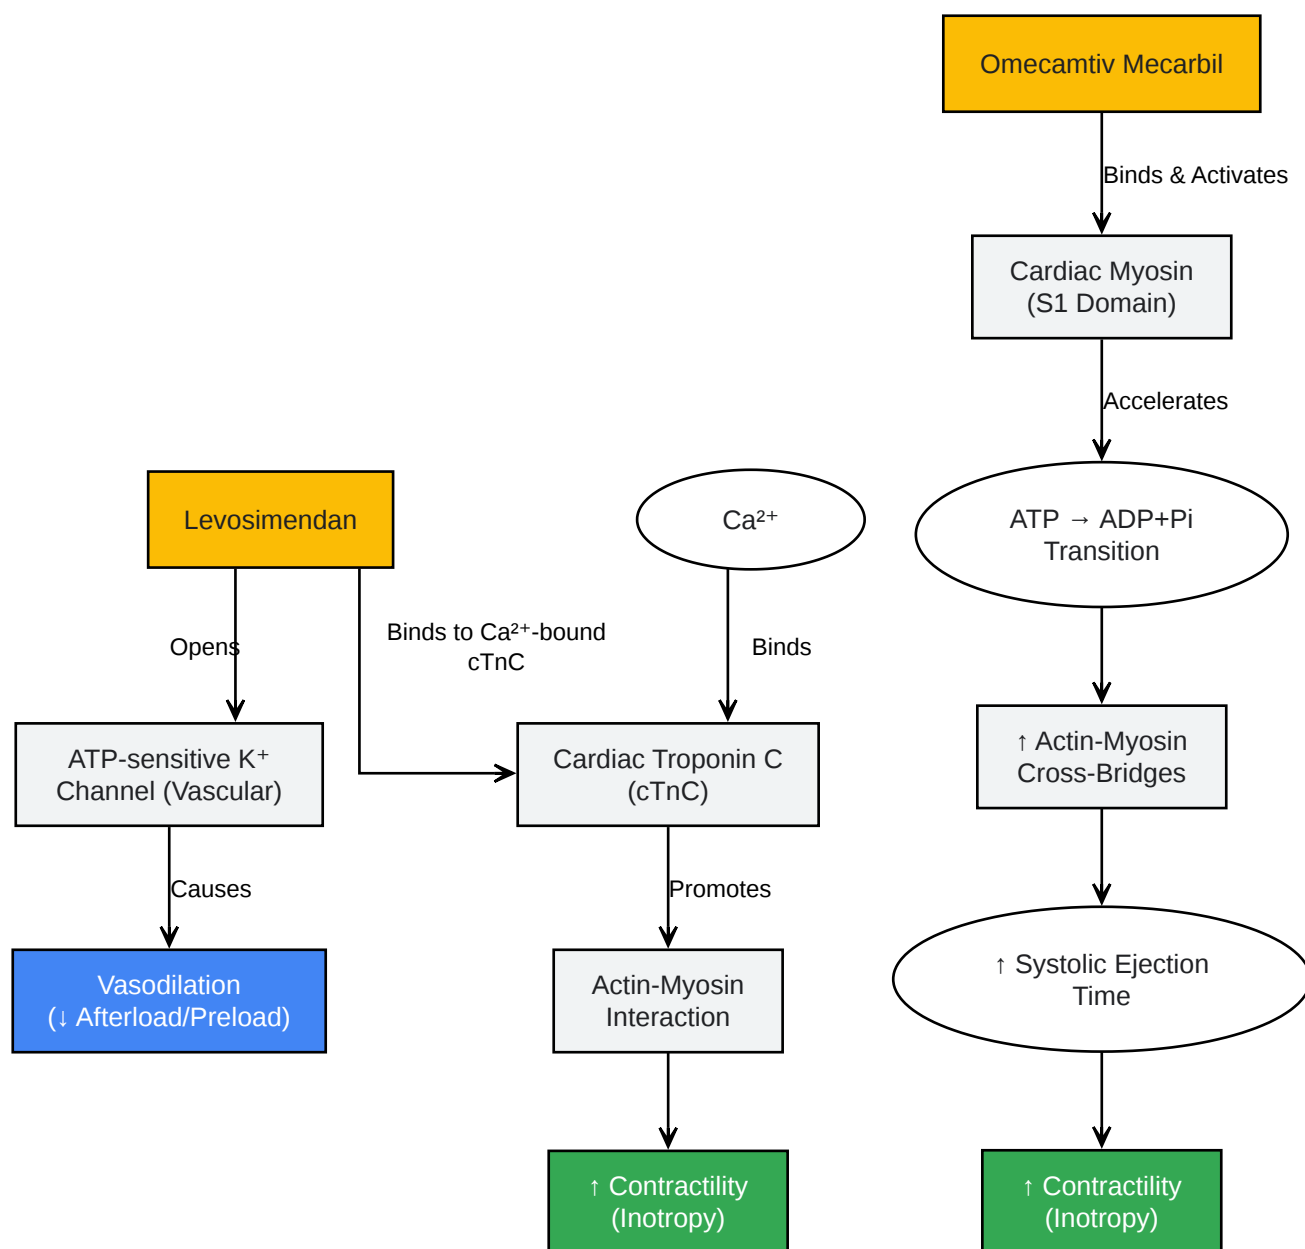 Omecamtiv Mecarbil
Binds & Activates
Cardiac Myosin
(S1 Domain)
Accelerates
Levosimendan
Ca²⁺
ATP → ADP+Pi
Transition
Opens
Binds to Ca²⁺-bound
cTnC
Binds
ATP-sensitive K⁺
Channel (Vascular)
Cardiac Troponin C
(cTnC)
↑ Actin-Myosin
Cross-Bridges
Causes
Promotes
Vasodilation
(↓ Afterload/Preload)
Actin-Myosin
Interaction
↑ Systolic Ejection
Time
↑ Contractility
(Inotropy)
↑ Contractility
(Inotropy)